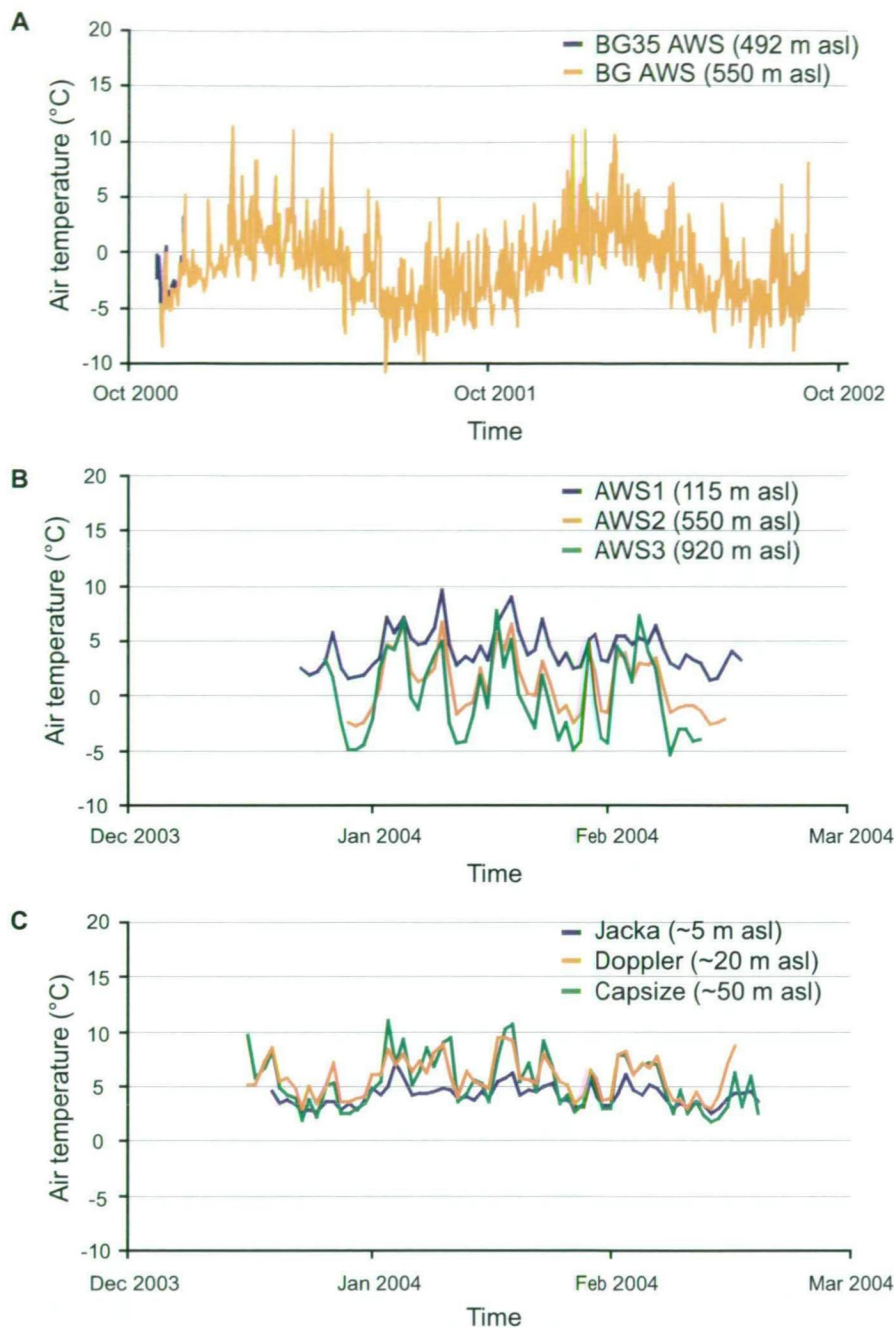 A
20
15
10
5
0
-5
-10
Air temperature (°C)
BG35 AWS (492 m asl)
BG AWS (550 m asl)
Oct 2000
Oct 2001
Oct 2002
Time
B
20
15
10
5
0
-5
-10
Air temperature (°C)
AWS1 (115 m asl)
AWS2 (550 m asl)
AWS3 (920 m asl)
Dec 2003
Jan 2004
Feb 2004
Mar 2004
Time
C
20
15
10
5
0
-5
-10
Air temperature (°C)
Jacka (~5 m asl)
Doppler (~20 m asl)
Capsize (~50 m asl)
Dec 2003
Jan 2004
Feb 2004
Mar 2004
Time